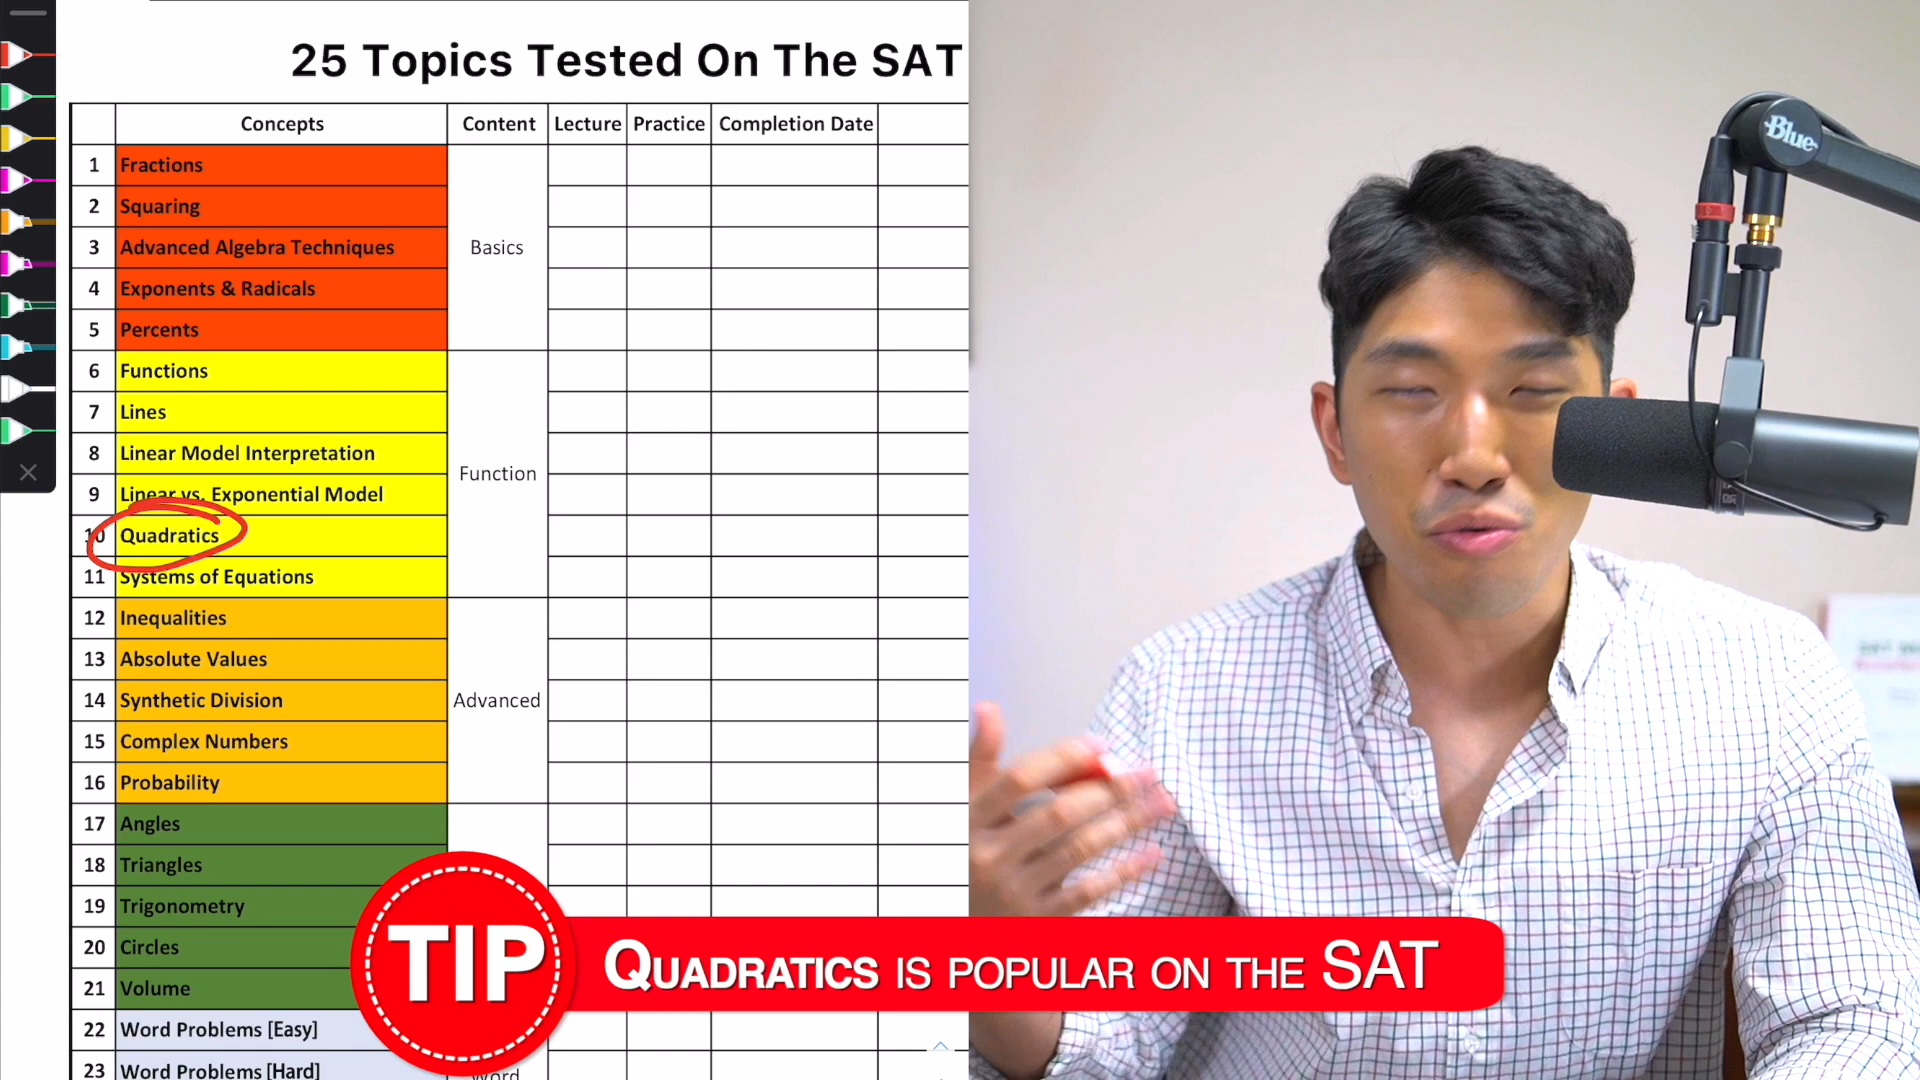 25 Topics Tested On The SAT
Concepts Content Lecture Practice Completion Date
1 Fractions
2 Squaring
3 Advanced Algebra Techniques Basics
4 Exponents & Radicals
5 Percents
6 Functions
7 Lines
8 Linear Model Interpretation
Function
9 Linear vs. Exponential Model
10 Quadratics
11 Systems of Equations
12 Inequalities
13 Absolute Values
14 Synthetic Division Advanced
15 Complex Numbers
16 Probability
17 Angles
18 Triangles
19 Trigonometry
20 Circles
21 Volume
22 Word Problems [Easy]
23 Word Problems [Hard]
Word
TIP
QUADRATICS IS POPULAR ON THE SAT
Blue